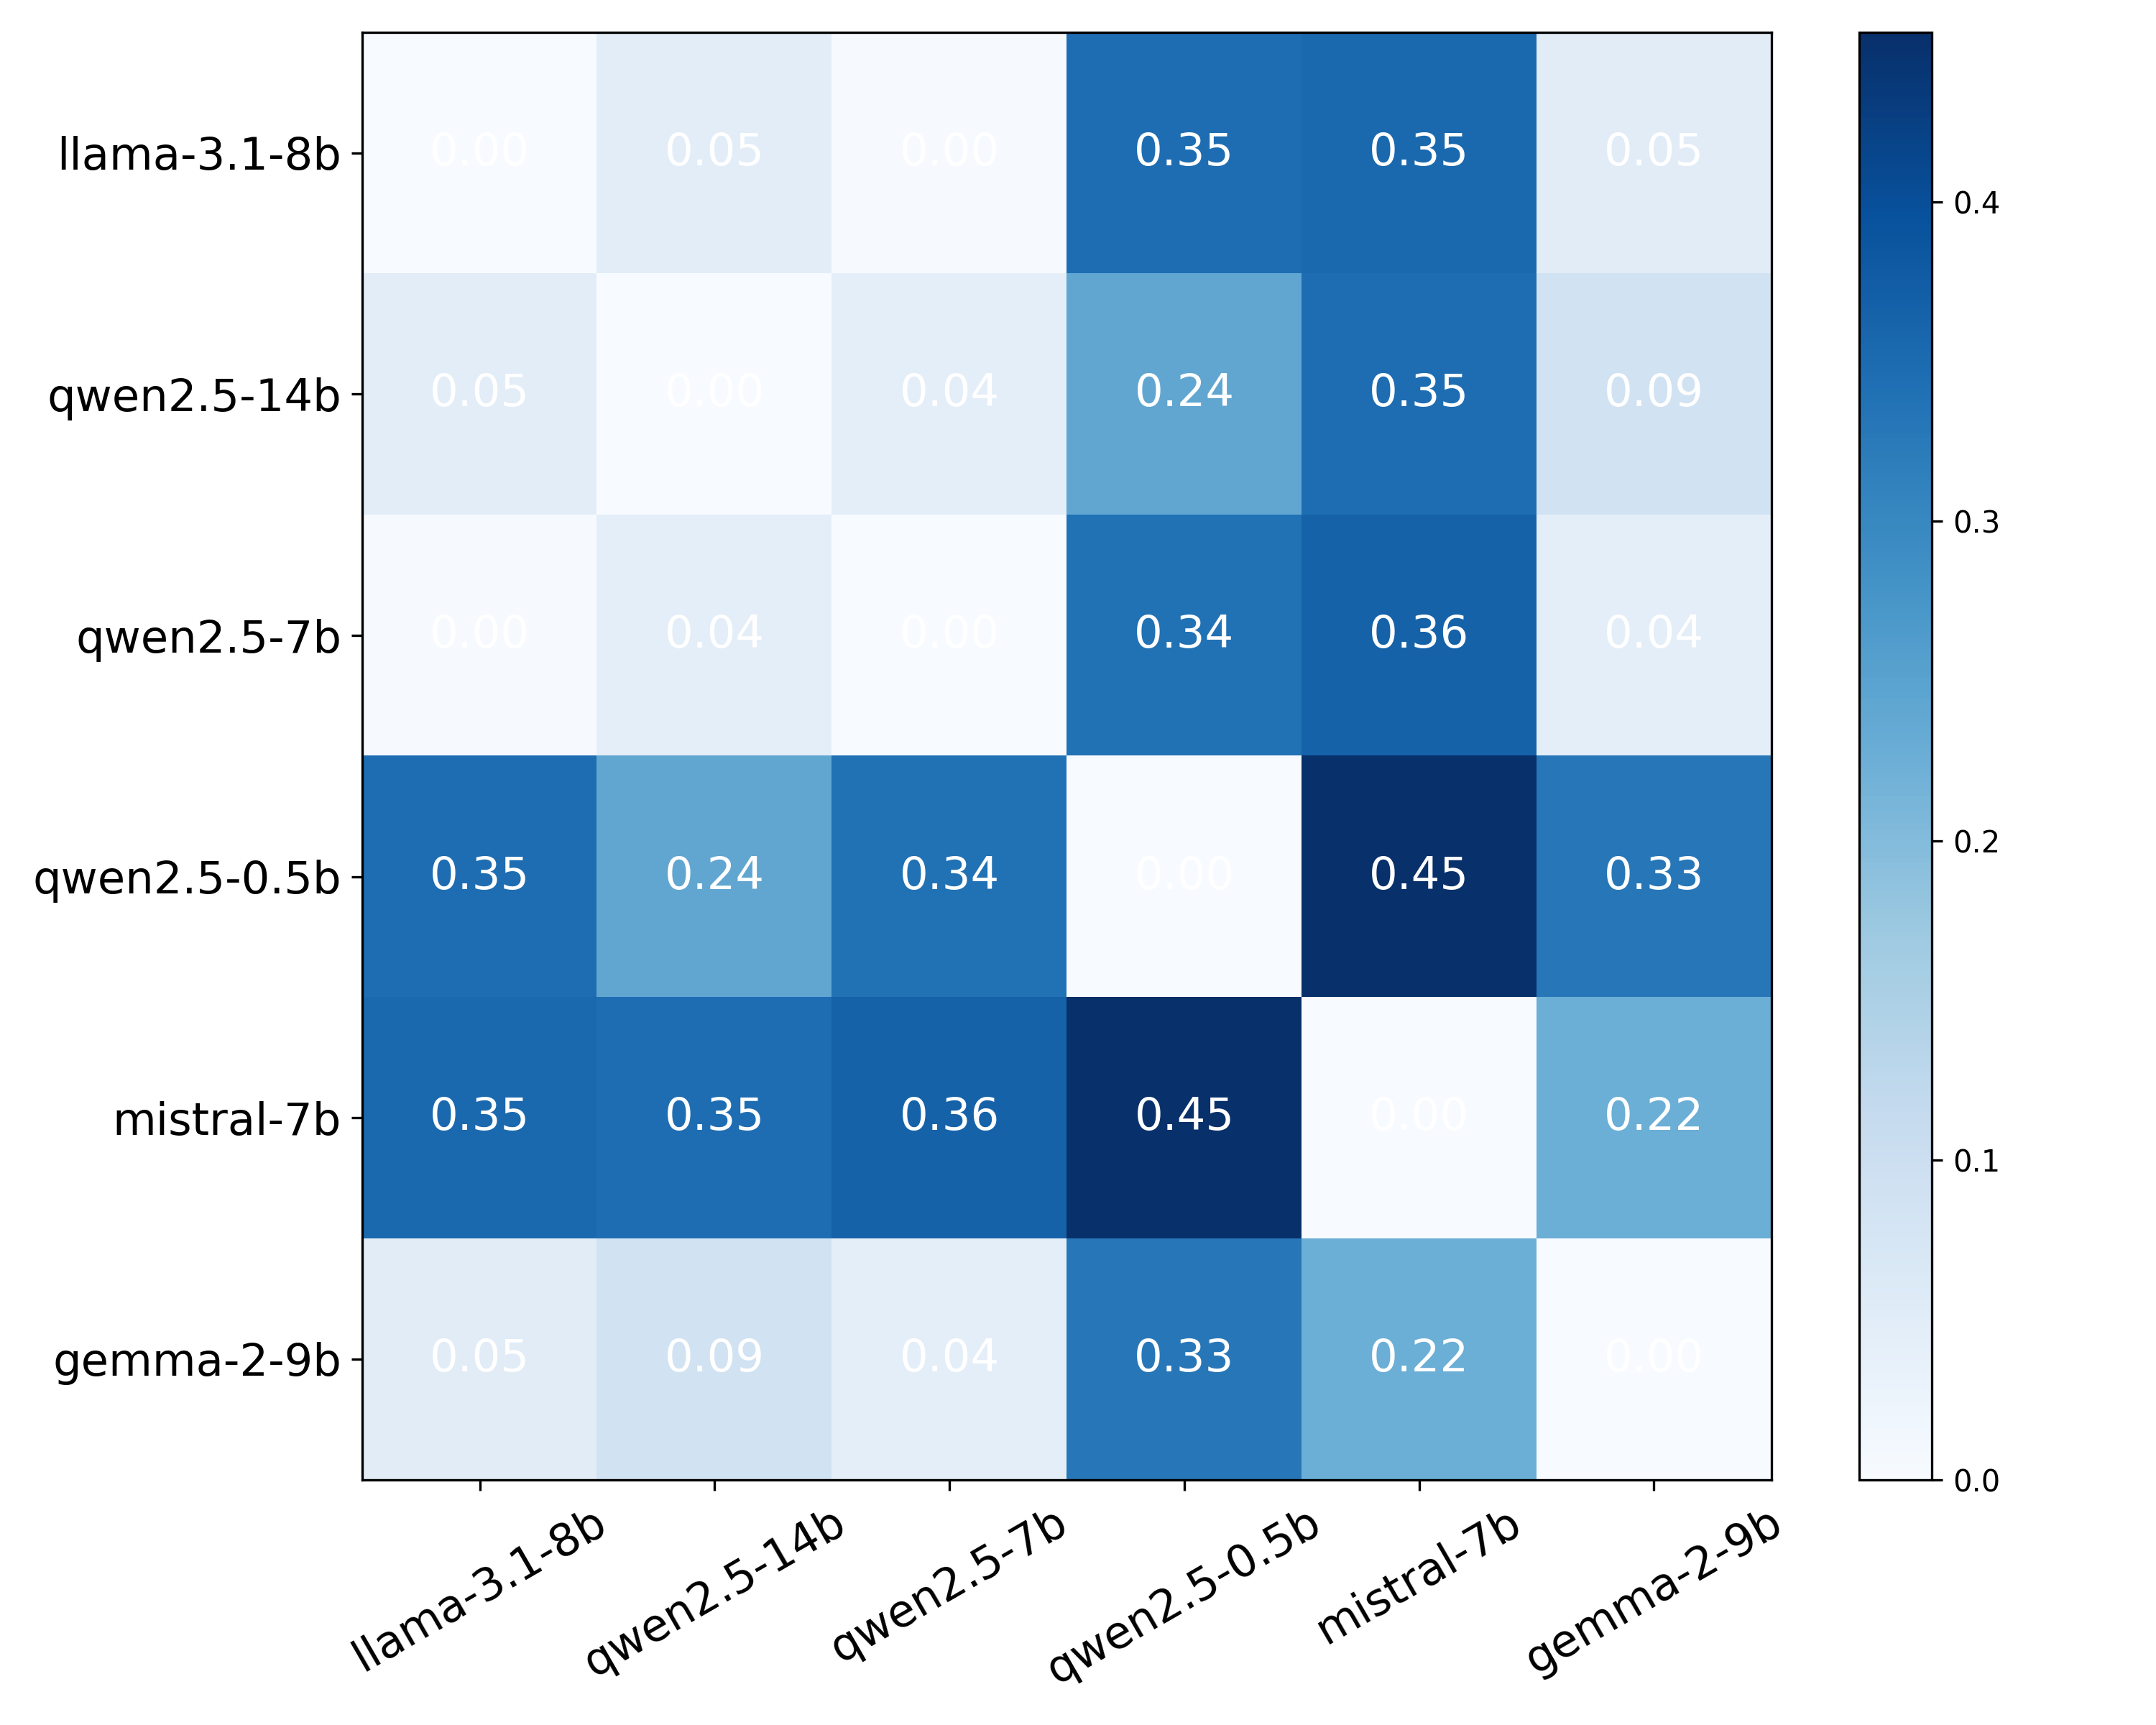 llama-3.1-8b 0.00 0.05 0.00 0.35 0.35 0.05
qwen2.5-14b 0.05 0.00 0.04 0.24 0.35 0.09
qwen2.5-7b 0.00 0.04 0.00 0.34 0.36 0.04
qwen2.5-0.5b 0.35 0.24 0.34 0.00 0.45 0.33
mistral-7b 0.35 0.35 0.36 0.45 0.00 0.22
gemma-2-9b 0.05 0.09 0.04 0.33 0.22 0.00
llama-3.1-8b qwen2.5-14b qwen2.5-7b qwen2.5-0.5b mistral-7b gemma-2-9b
0.4
0.3
0.2
0.1
0.0